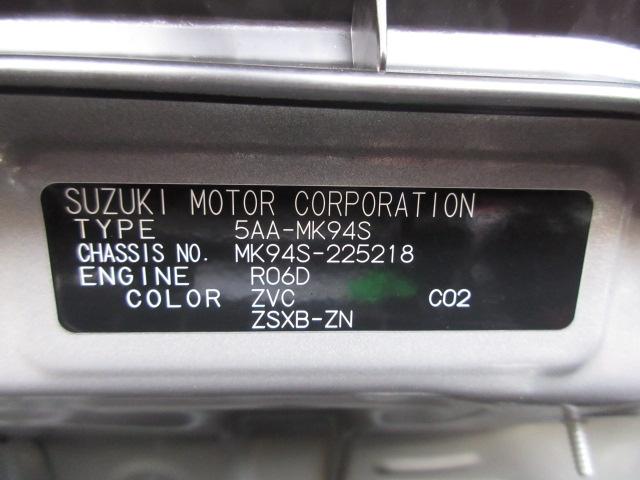 SUZUKI MOTOR CORPORATION
TYPE 5AA-MK94S
CHASSIS NO. MK94S-225218
ENGINE R06D
COLOR ZVC C02
ZSXB-ZN